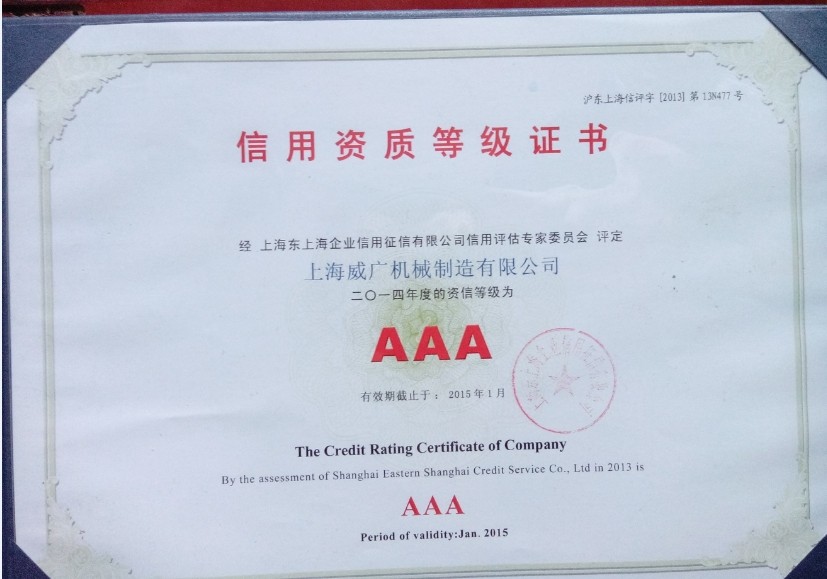 沪东上海信评字 [2013] 第 13N477 号
信用资质等级证书
经 上海东上海企业信用征信有限公司信用评估专家委员会 评定
上海威广机械制造有限公司
二〇一四年度的资信等级为
AAA
有效期截止于： 2015 年 1 月
The Credit Rating Certificate of Company
By the assessment of Shanghai Eastern Shanghai Credit Service Co., Ltd in 2013 is
AAA
Period of validity:Jan. 2015